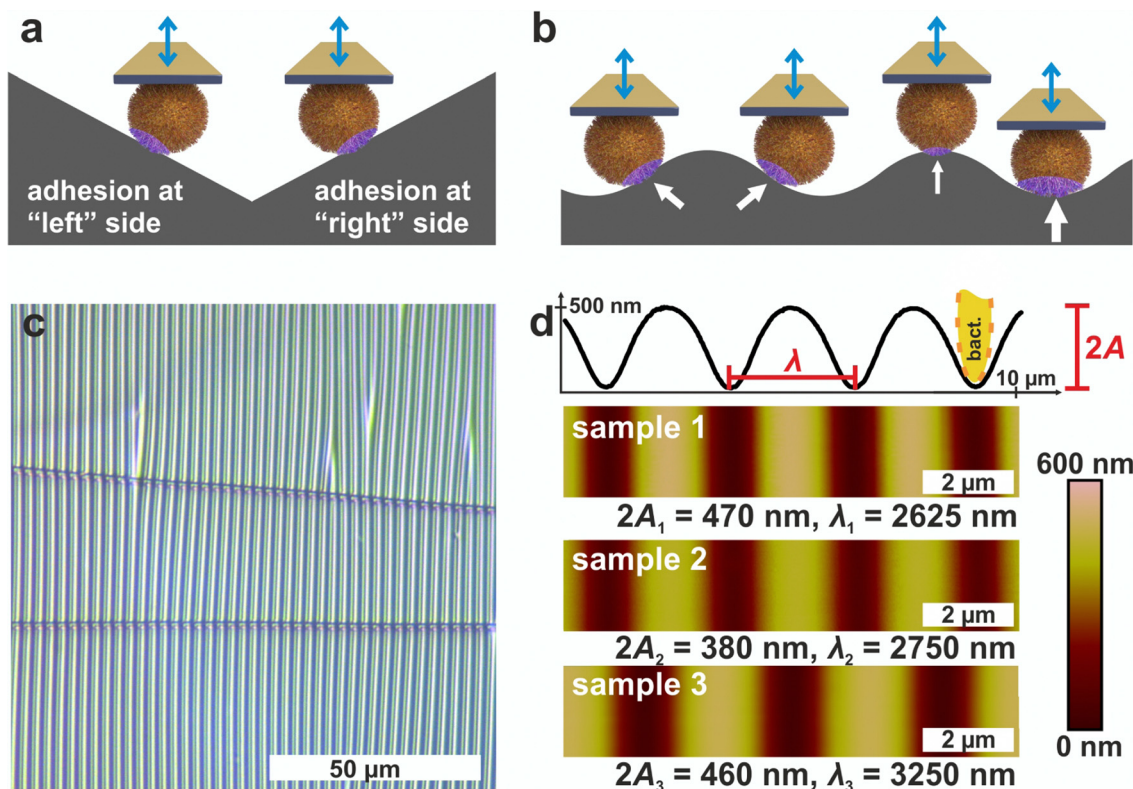 a
adhesion at
“left” side
adhesion at
“right” side
b
c
50 µm
d
500 nm
λ
bact.
2A
10 µm
sample 1
2 µm
2A₁ = 470 nm, λ₁ = 2625 nm
sample 2
2 µm
2A₂ = 380 nm, λ₂ = 2750 nm
sample 3
2 µm
2A₃ = 460 nm, λ₃ = 3250 nm
600 nm
0 nm